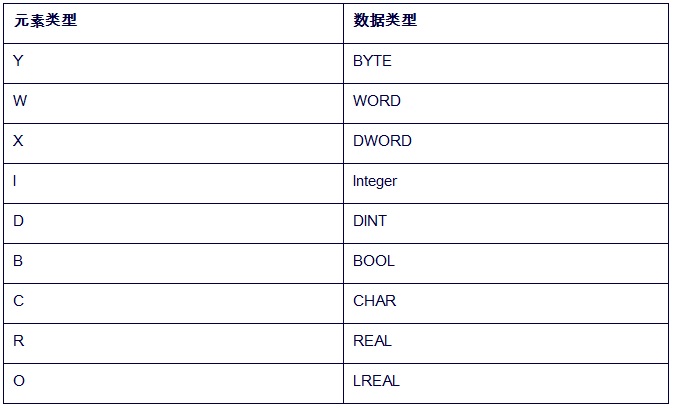 元素类型 数据类型
Y BYTE
W WORD
X DWORD
I Integer
D DINT
B BOOL
C CHAR
R REAL
O LREAL